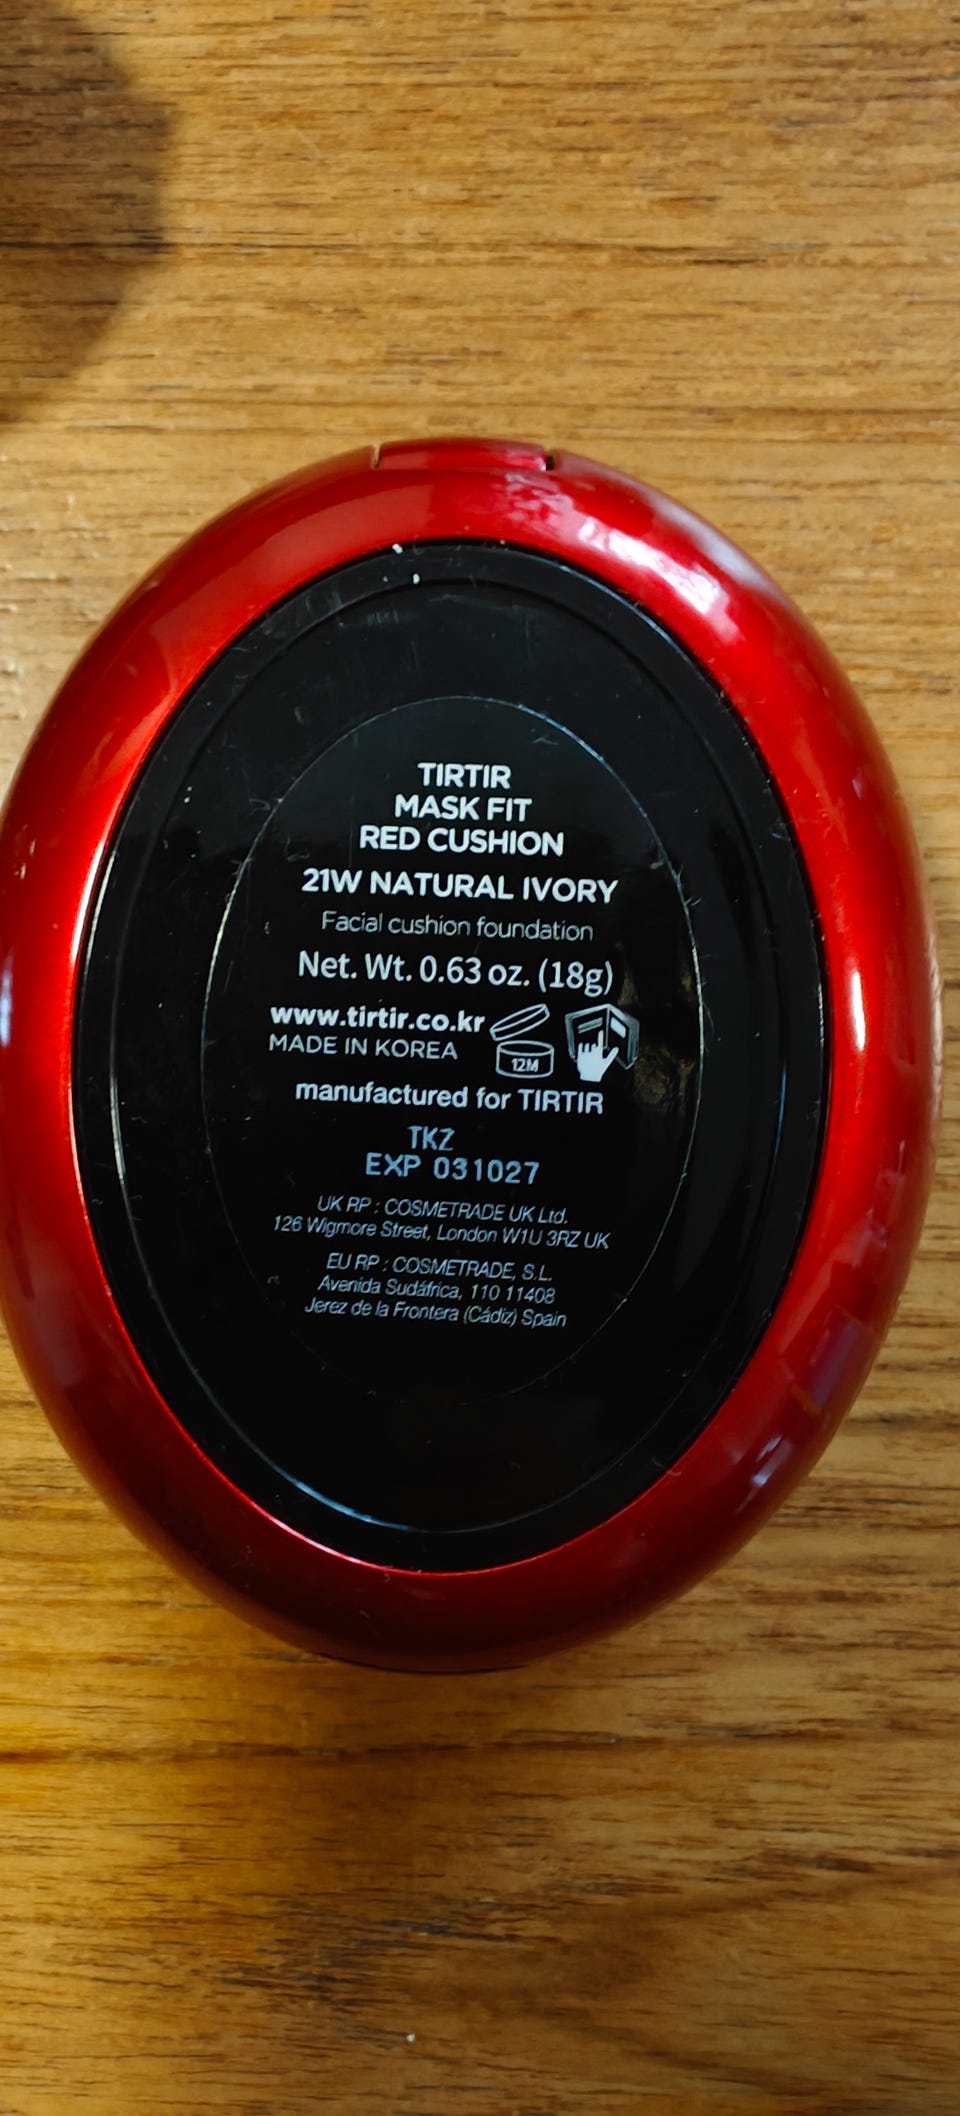 TIRTIR
MASK FIT
RED CUSHION
21W NATURAL IVORY
Facial cushion foundation
Net. Wt. 0.63 oz. (18g)
www.tirtir.co.kr
MADE IN KOREA
12M
manufactured for TIRTIR
TKZ
EXP 031027
UK RP : COSMETRADE UK Ltd.
126 Wigmore Street, London W1U 3RZ UK
EU RP : COSMETRADE, S.L.
Avenida Sudáfrica, 110 11408
Jerez de la Frontera (Cádiz) Spain